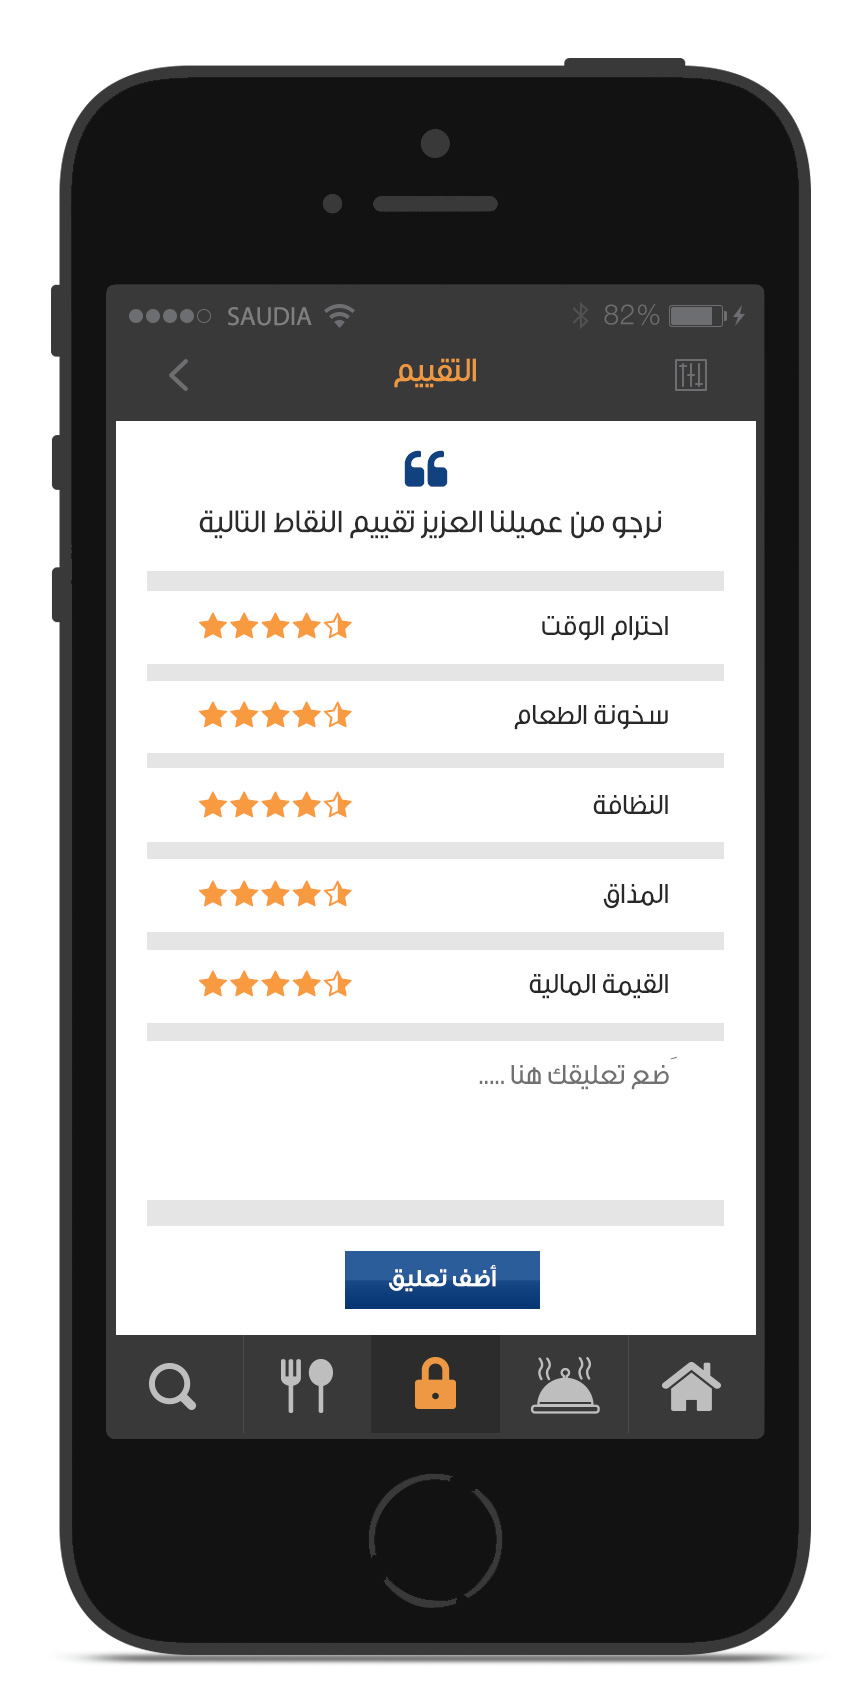 SAUDIA 82%
التقييم
نرجو من عميلنا العزيز تقييم النقاط التالية
احترام الوقت
سخونة الطعام
النظافة
المذاق
القيمة المالية
َضع تعليقك هنا .....
أضف تعليق